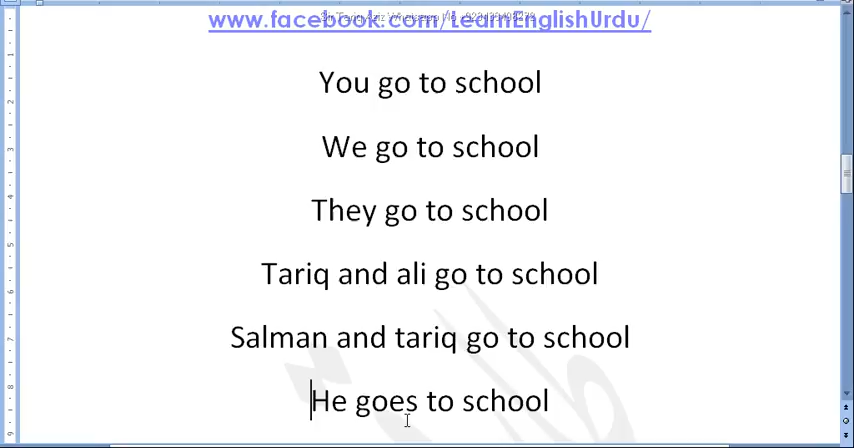 www.facebook.com/LearnEnglishUrdu/
You go to school
We go to school
They go to school
Tariq and ali go to school
Salman and tariq go to school
He goes to school